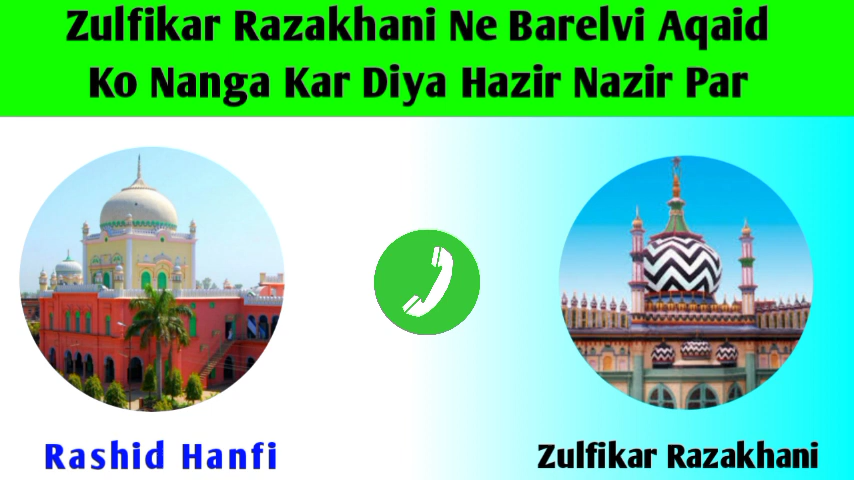 Zulfikar Razakhani Ne Barelvi Aqaid
Ko Nanga Kar Diya Hazir Nazir Par
Rashid Hanfi
Zulfikar Razakhani